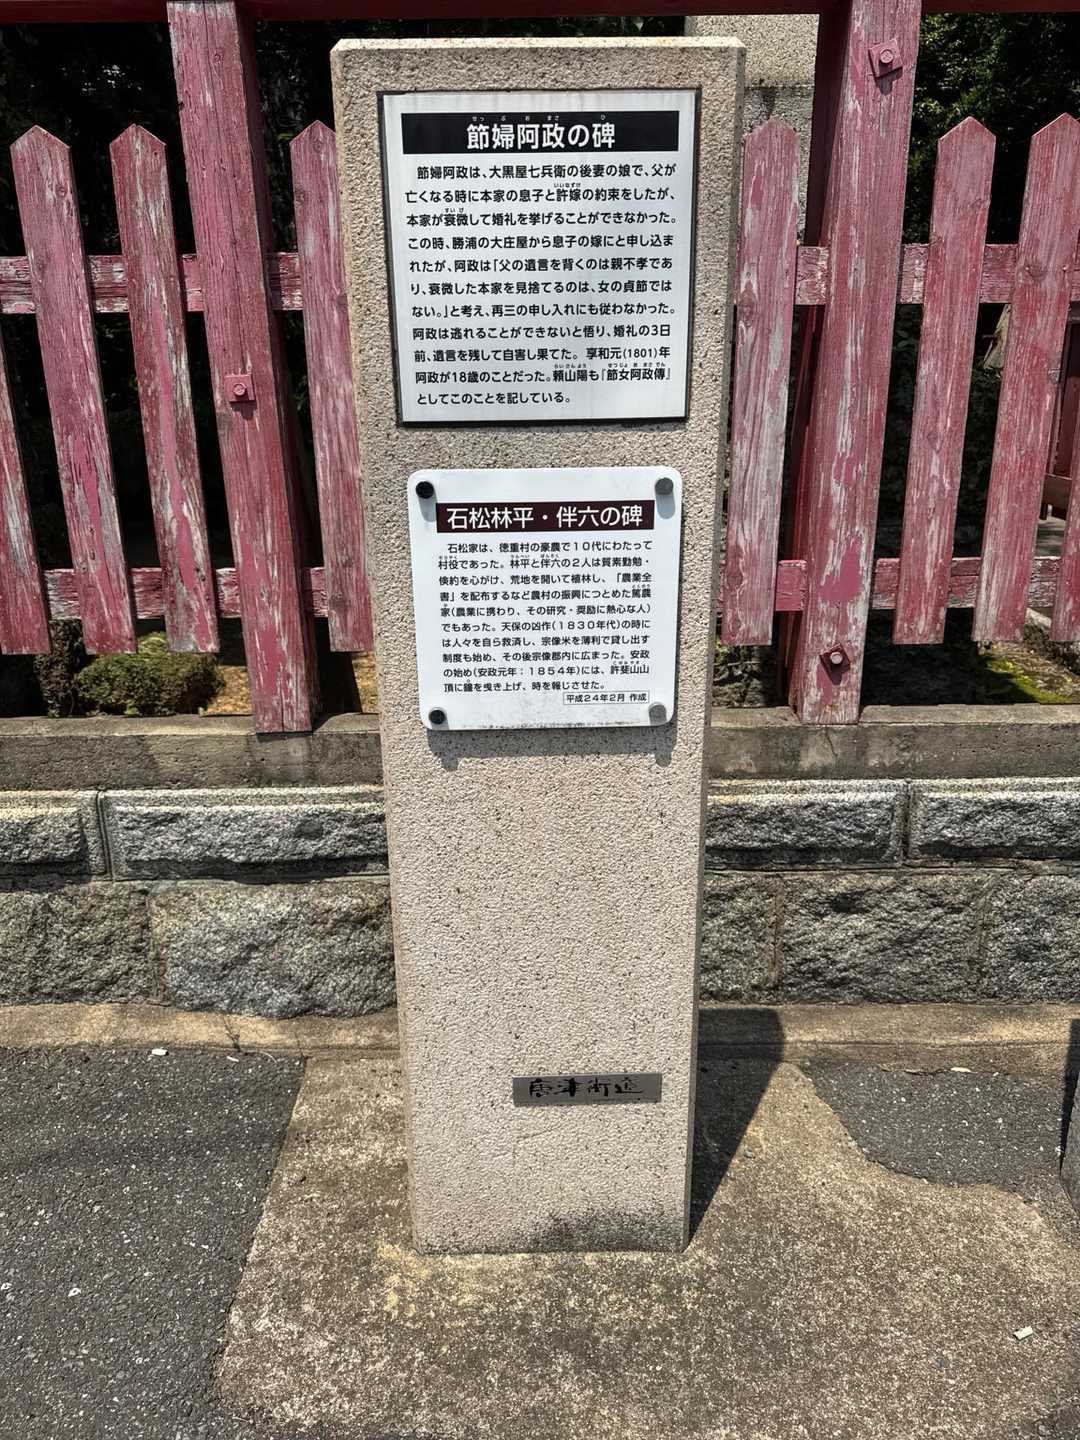 節婦阿政の碑
節婦阿政は、大黒屋七兵衛の後妻の娘で、父が
亡くなる時に本家の息子と許嫁の約束をしたが、
本家が衰微して婚礼を挙げることができなかった。
この時、勝浦の大庄屋から息子の嫁にと申し込ま
れたが、阿政は「父の遺言を背くのは親不孝であ
り、衰微した本家を見捨てるのは、女の貞節では
ない。」と考え、再三の申し入れにも従わなかった。
阿政は逃れることができないと悟り、婚礼の3日
前、遺言を残して自害し果てた。享和元(1801)年
阿政が18歳のことだった。頼山陽も『節女阿政傳』
としてこのことを記している。
石松林平・伴六の碑
石松家は、徳重村の豪農で10代にわたって
村役であった。林平と伴六の2人は質素勤勉・
倹約を心がけ、荒地を開いて植林し、「農業全
書」を配布するなど農村の振興につとめた篤農
家(農業に携わり、その研究・奨励に熱心な人)
でもあった。天保の凶作(1830年代)の時に
は人々を自ら救済し、宗像米を薄利で貸し出す
制度も始め、その後宗像郡内に広まった。安政
の始め(安政元年:1854年)には、許斐山山
頂に鐘を曳き上げ、時を報じさせた。
平成24年2月 作成
唐津街道